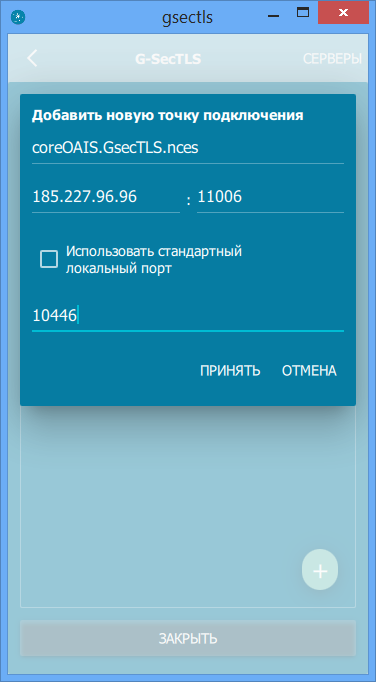 gsectls
G-SecTLS
СЕРВЕРЫ
Добавить новую точку подключения
coreOAIS.GsecTLS.nces
185.227.96.96 : 11006
Использовать стандартный
локальный порт
10446
ПРИНЯТЬ ОТМЕНА
+
ЗАКРЫТЬ